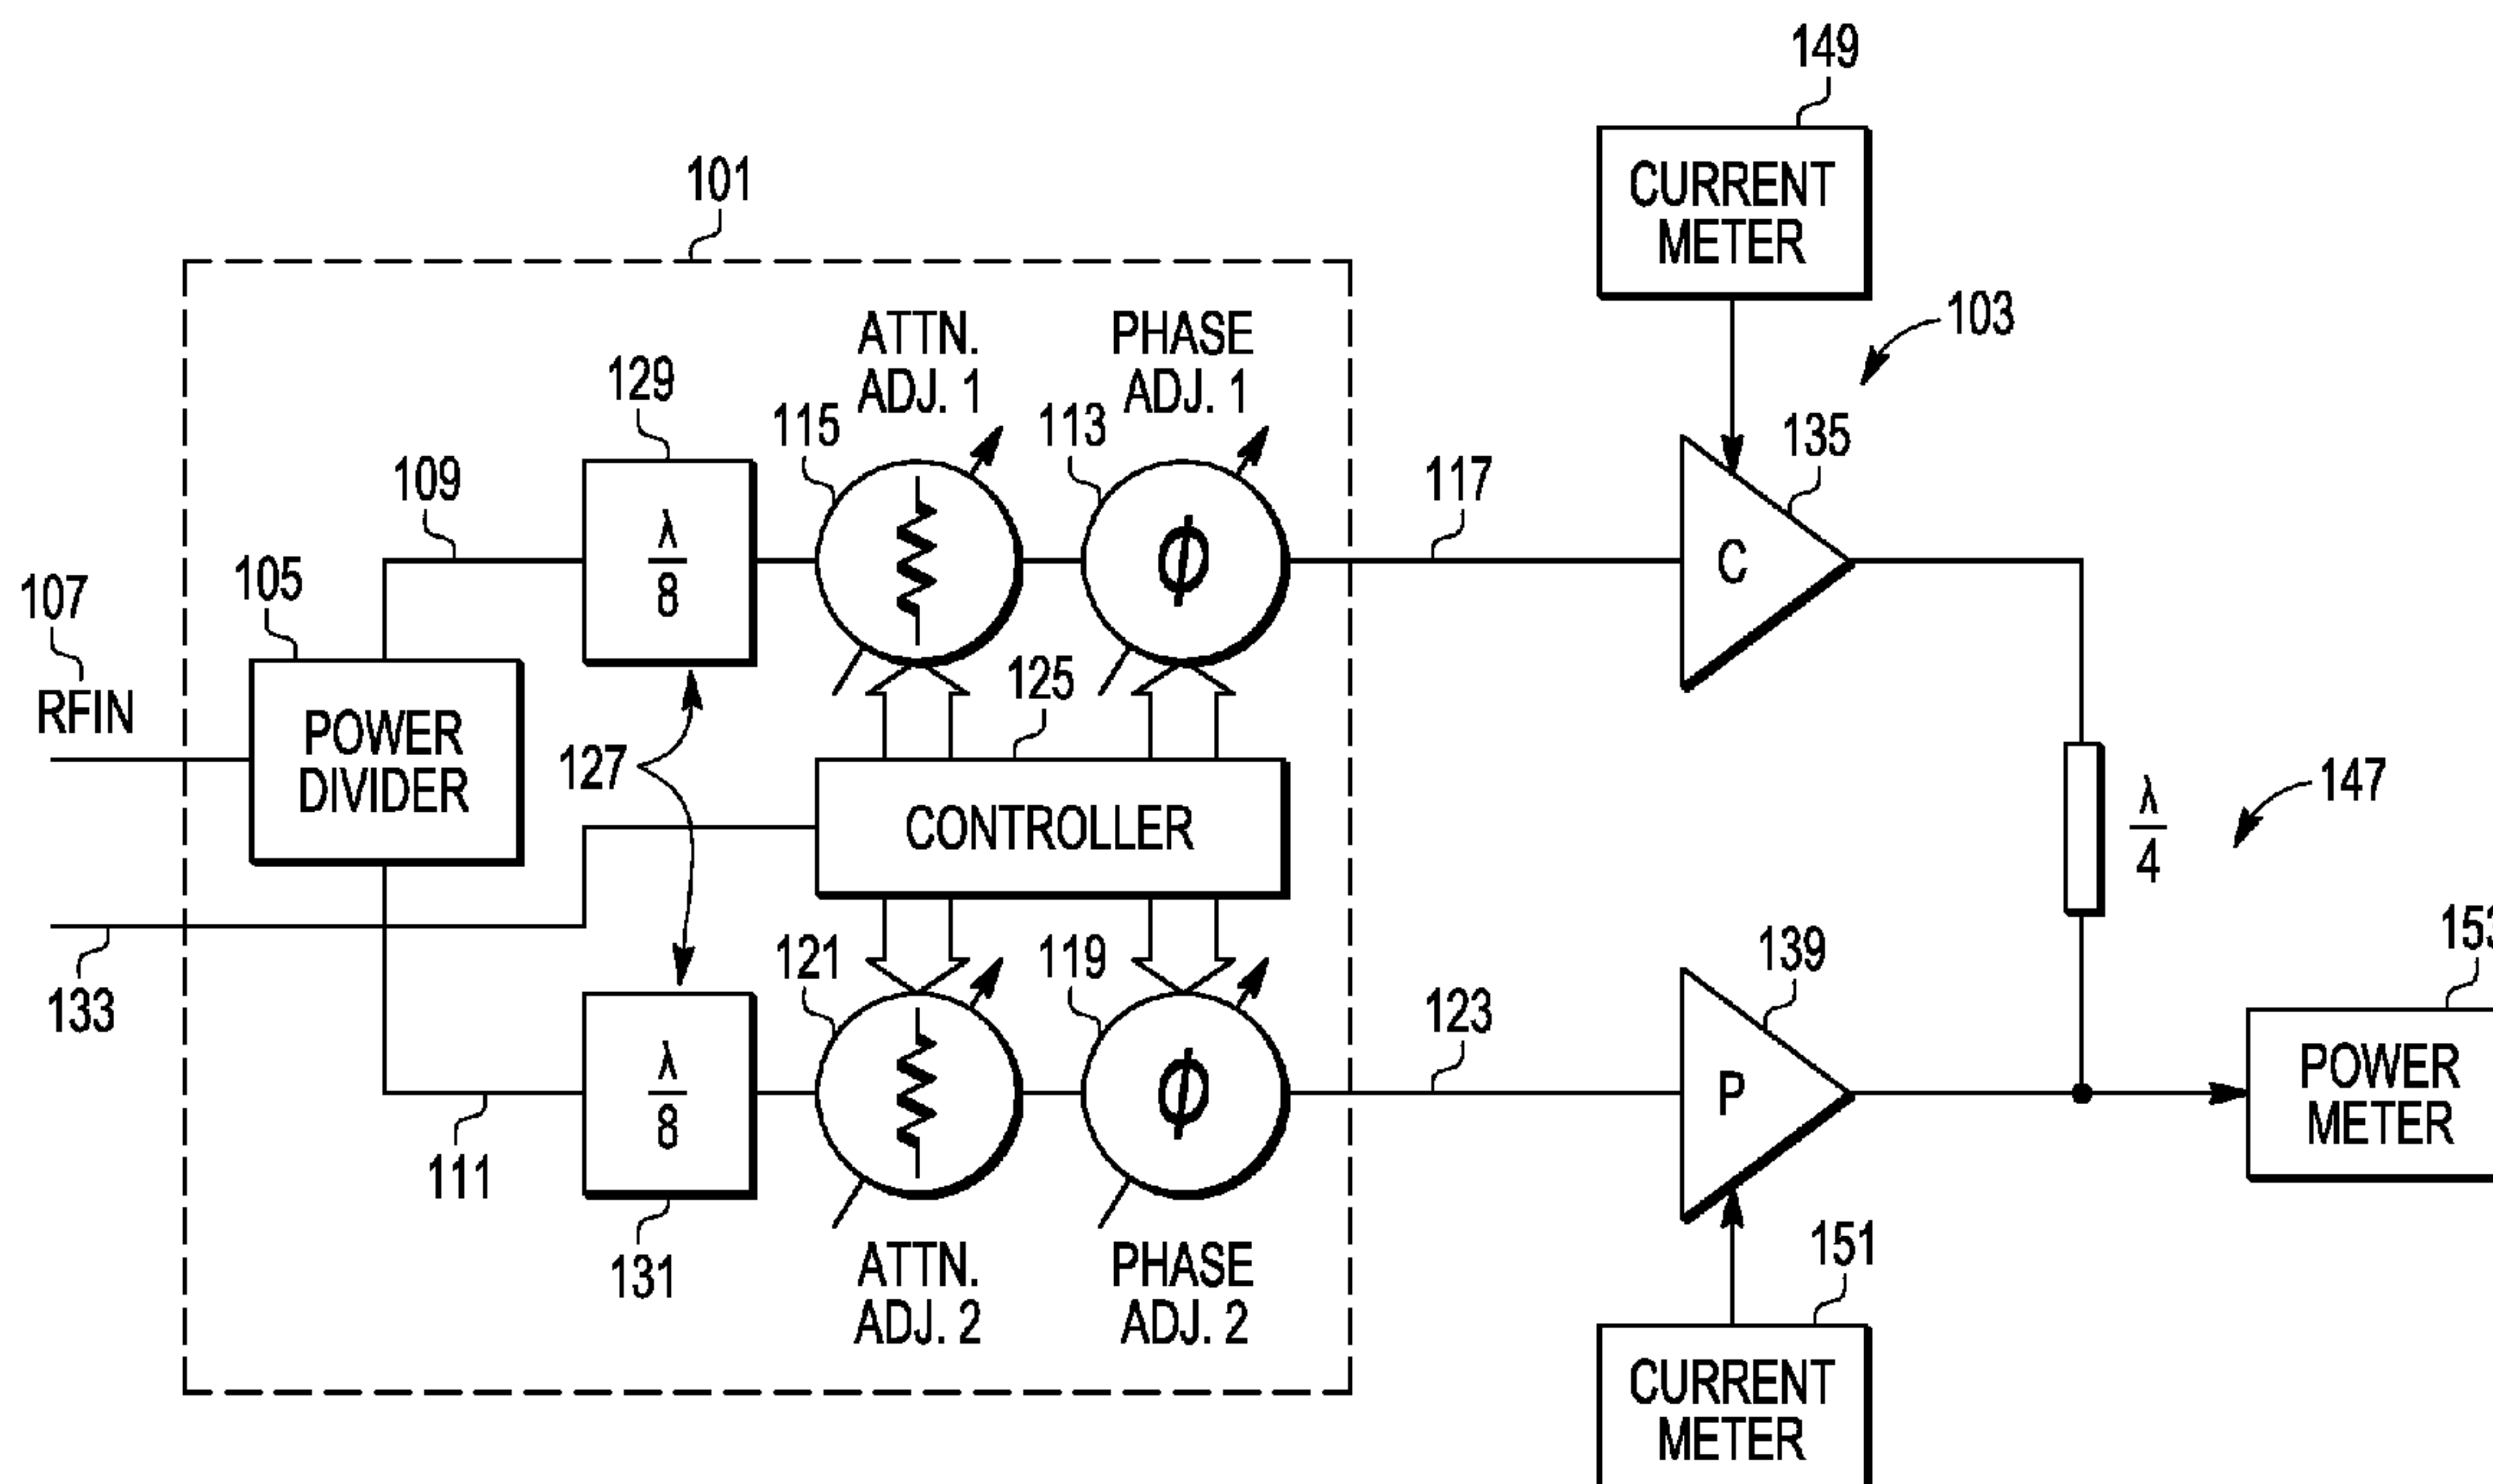 149
CURRENT
METER
101
103
ATTN.
ADJ. 1
PHASE
ADJ. 1
129
115
113
135
109
117
λ
8
ϕ
C
107
RFIN
105
POWER
DIVIDER
125
127
CONTROLLER
λ
4
147
133
121
119
139
123
153
λ
8
ϕ
P
POWER
METER
111
131
ATTN.
ADJ. 2
PHASE
ADJ. 2
151
CURRENT
METER